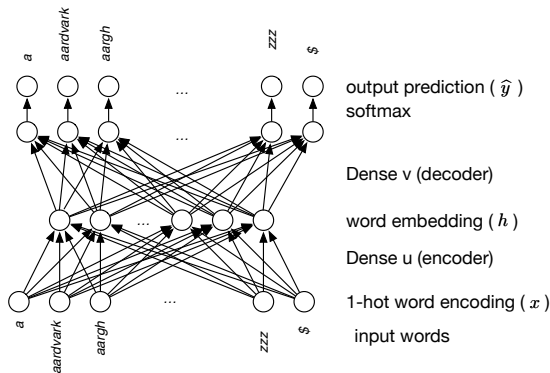 a aardvark aargh ... zzz $
output prediction ( ŷ )
softmax
...
Dense v (decoder)
... word embedding ( h )
Dense u (encoder)
... 1-hot word encoding ( x )
a aardvark aargh zzz $
input words